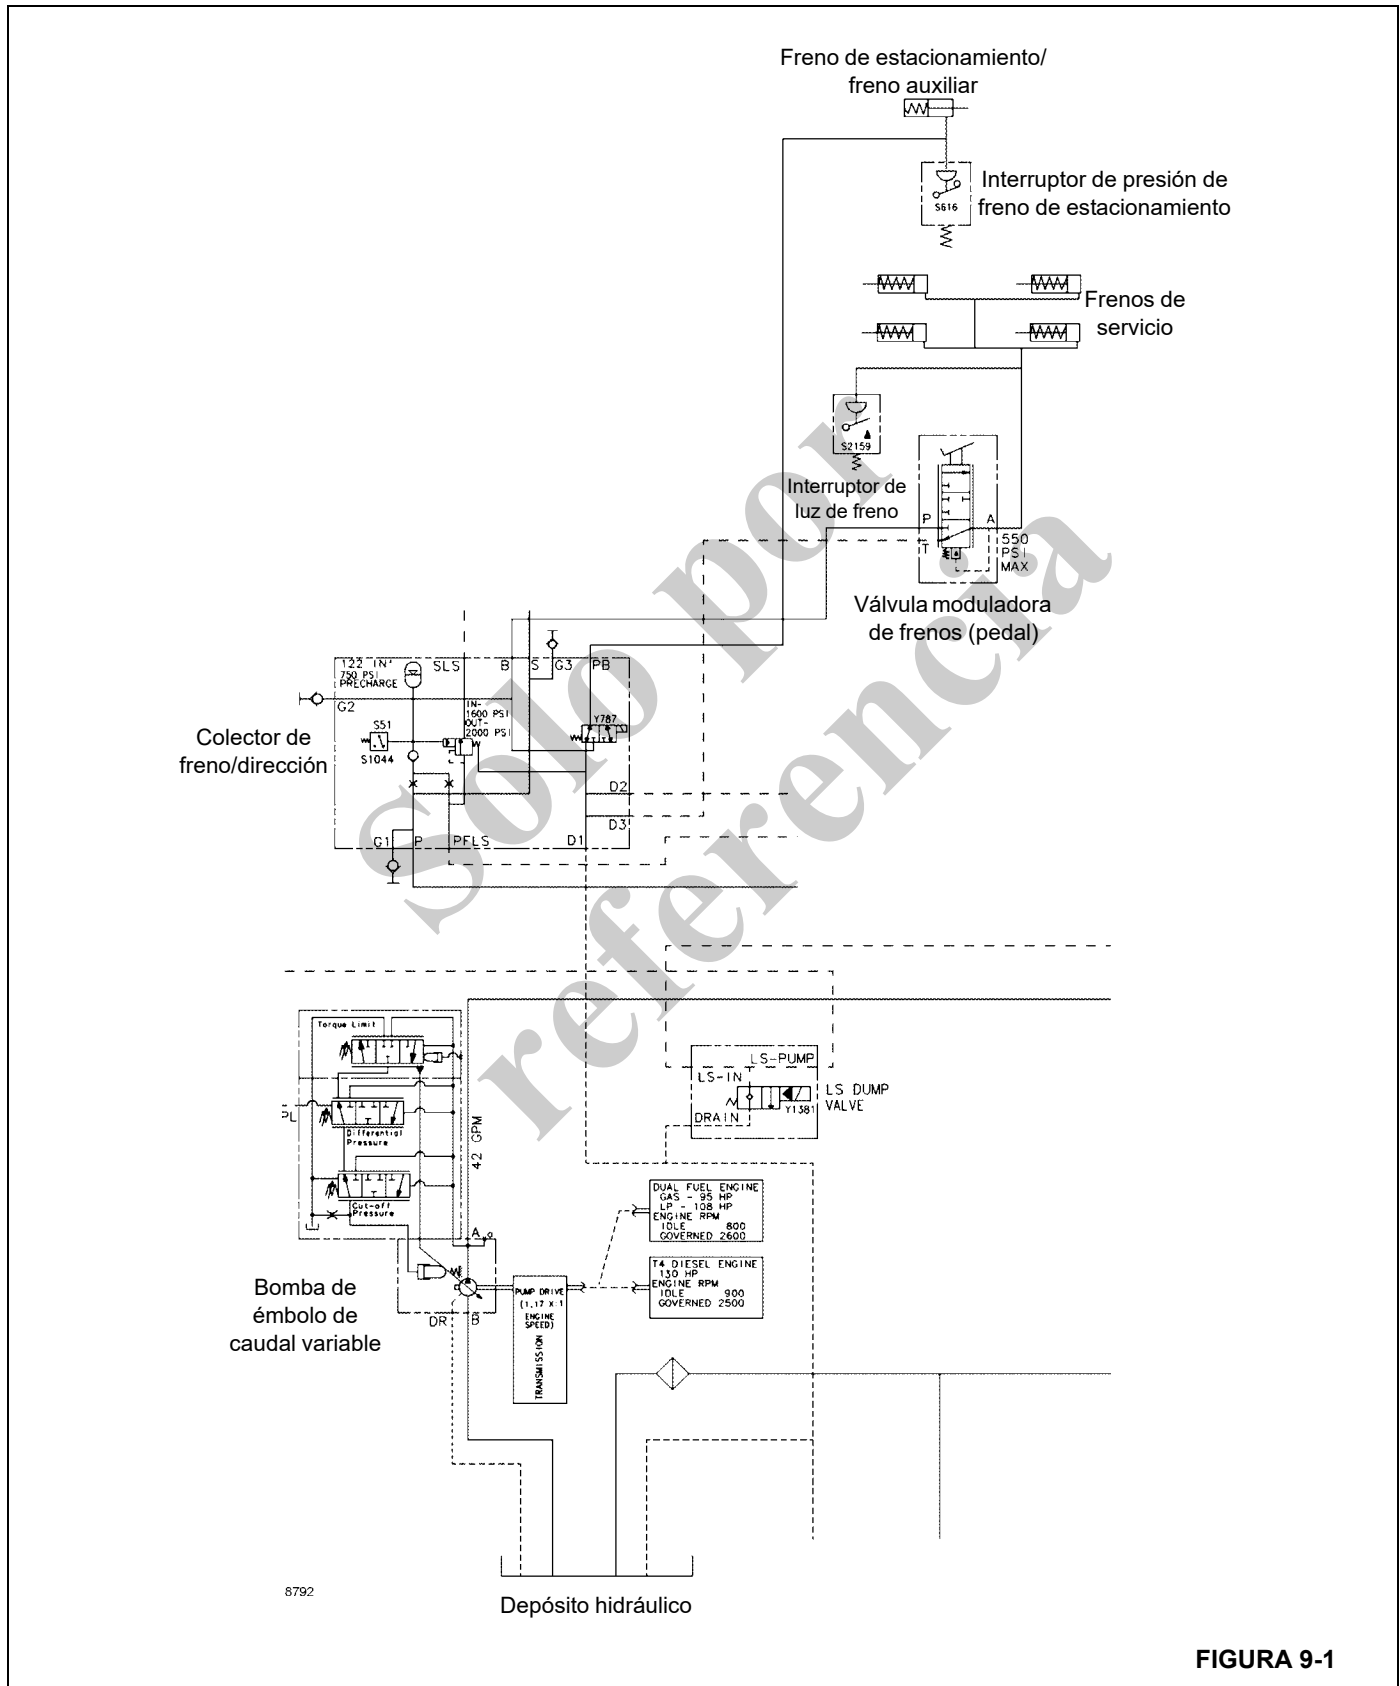 Freno de estacionamiento/
freno auxiliar
Interruptor de presión de
freno de estacionamiento
S616
Frenos de
servicio
S2159
Interruptor de
luz de freno
P
A
T
550
PSI
MAX
Válvula moduladora
de frenos (pedal)
122 IN³
750 PSI
PRECHARGE
SLS
B
S
G3
PB
G2
IN-
1600 PSI
OUT-
2000 PSI
Y787
S51
S1044
Colector de
freno/dirección
D2
D3
G1
P
PFLS
D1
Solo por
referencia
Torque Limit
LS-PUMP
LS-IN
DRAIN
Y1381
LS DUMP
VALVE
PL
Differential
Pressure
42 GPM
Cut-off
Pressure
A
DUAL FUEL ENGINE
GAS - 95 HP
LP - 108 HP
ENGINE RPM
IDLE 800
GOVERNED 2600
T4 DIESEL ENGINE
130 HP
ENGINE RPM
IDLE 900
GOVERNED 2500
PUMP DRIVE
(1.17 X:1
ENGINE
SPEED)
TRANSMISSION
Bomba de
émbolo de
caudal variable
DR
B
8792
Depósito hidráulico
FIGURA 9-1